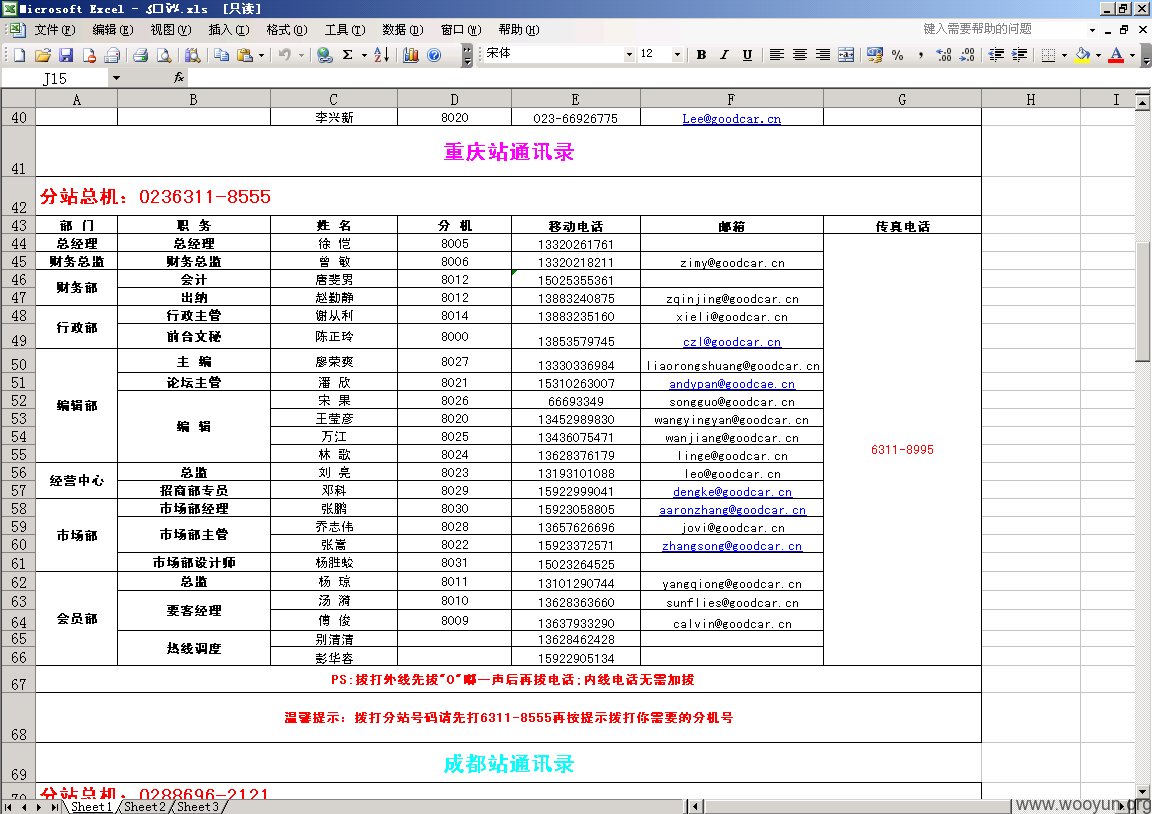 Microsoft Excel - .xls [只读]
文件(F) 编辑(E) 视图(V) 插入(I) 格式(O) 工具(T) 数据(D) 窗口(W) 帮助(H) 键入需要帮助的问题
宋体 12 B I U
J15 fx
A B C D E F G H I
40 李兴新 8020 023-66926775 Lee@goodcar.cn
41 重庆站通讯录
42 分站总机: 0236311-8555
43 部 门 职 务 姓 名 分 机 移动电话 邮箱 传真电话
44 总经理 总经理 徐 恺 8005 13320261761
45 财务总监 财务总监 曾 敏 8006 13320218211 zimy@goodcar.cn
46 财务部 会计 唐斐男 8012 15025355361
47 出纳 赵勤静 8012 13883240875 zqinjing@goodcar.cn
48 行政部 行政主管 谢从利 8014 13883235160 xieli@goodcar.cn
49 前台文秘 陈正玲 8000 13853579745 czl@goodcar.cn
50 编辑部 主 编 廖荣爽 8027 13330336984 liaorongshuang@goodcar.cn
51 论坛主管 潘 欣 8021 15310263007 andypan@goodcae.cn
52 编 辑 宋 果 8026 66693349 songguo@goodcar.cn
53 王莹彦 8020 13452989830 wangyingyan@goodcar.cn
54 万江 8025 13436075471 wanjiang@goodcar.cn
55 林 歌 8024 13628376179 linge@goodcar.cn
6311-8995
56 经营中心 总监 刘 亮 8023 13193101088 leo@goodcar.cn
57 招商部专员 邓科 8029 15922999041 dengke@goodcar.cn
58 市场部 市场部经理 张鹏 8030 15923058805 aaronzhang@goodcar.cn
59 市场部主管 乔志伟 8028 13657626696 jovi@goodcar.cn
60 张嵩 8022 15923372571 zhangsong@goodcar.cn
61 市场部设计师 杨胜蛟 8031 15023264525
62 会员部 总监 杨 琼 8011 13101290744 yangqiong@goodcar.cn
63 要客经理 汤 漪 8010 13628363660 sunflies@goodcar.cn
64 傅 俊 8009 13637933290 calvin@goodcar.cn
65 热线调度 别清清 13628462428
66 彭华容 15922905134
67 PS:拨打外线先拨"0"嘟一声后再拨电话;内线电话无需加拨
68 温馨提示: 拨打分站号码请先打6311-8555再按提示拨打你需要的分机号
69 成都站通讯录
70 分站总机: 0288696-2121
Sheet1 Sheet2 Sheet3
www.wooyun.org